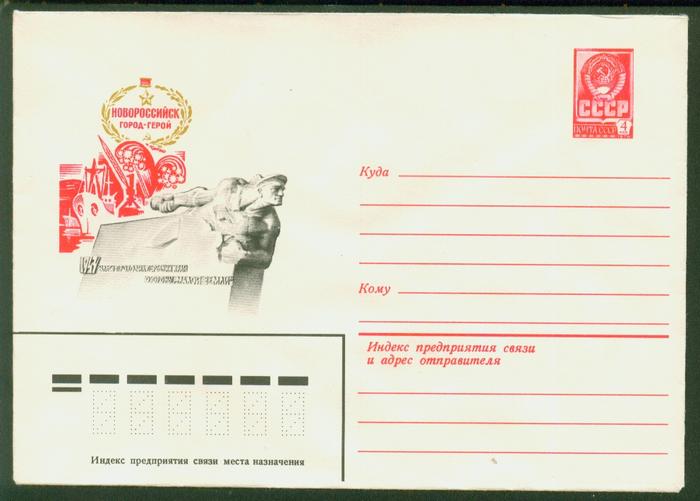 НОВОРОССИЙСК
ГОРОД-ГЕРОЙ
СССР
ПОЧТА СССР
4
Куда
Кому
Индекс предприятия связи
и адрес отправителя
Индекс предприятия связи места назначения